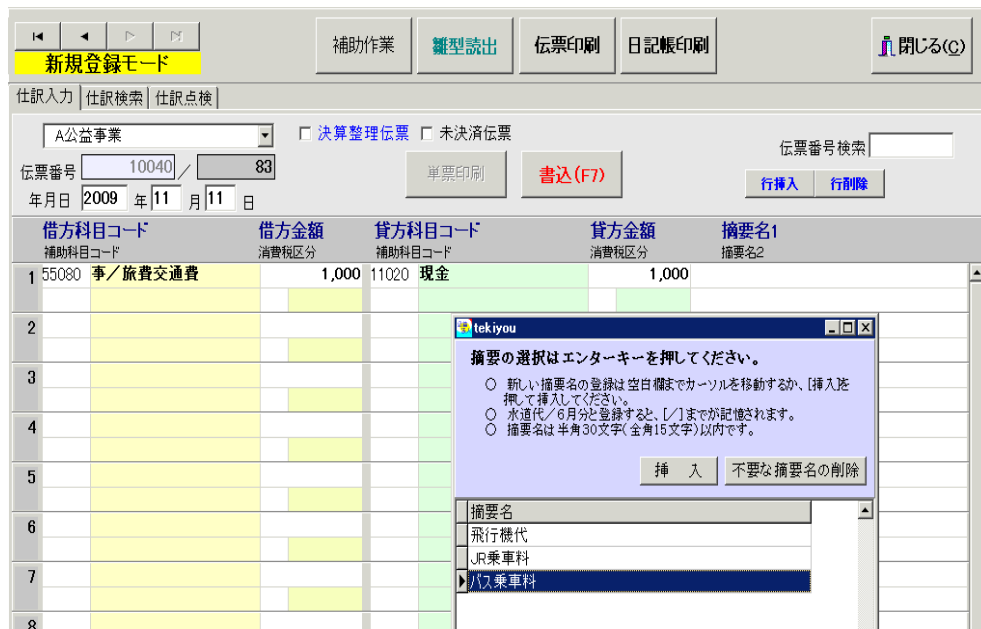 補助作業 雛型読出 伝票印刷 日記帳印刷 閉じる(C)
新規登録モード
仕訳入力 仕訳検索 仕訳点検
A公益事業 決算整理伝票 未決済伝票
伝票番号検索
伝票番号 10040 / 83
単票印刷 書込(F7)
行挿入 行削除
年月日 2009 年 11 月 11 日
借方科目コード 借方金額 貸方科目コード 貸方金額 摘要名1
補助科目コード 消費税区分 補助科目コード 消費税区分 摘要名2
1 55080 事/旅費交通費 1,000 11020 現金 1,000
2
3
4
5
6
7
8
tekiyou
摘要の選択はエンターキーを押してください。
○ 新しい摘要名の登録は空白欄までカーソルを移動するか、[挿入]を
押して挿入してください。
○ 水道代/6月分と登録すると、[/]までが記憶されます。
○ 摘要名は半角30文字(全角15文字)以内です。
挿 入 不要な摘要名の削除
摘要名
飛行機代
JR乗車料
バス乗車料